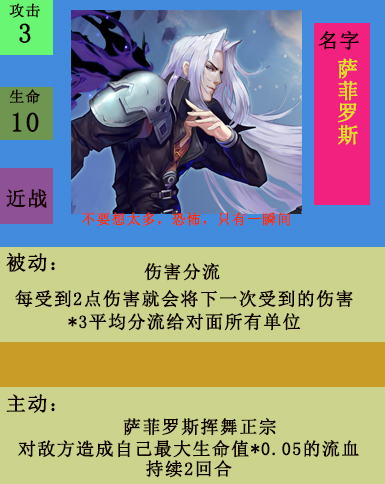 攻击
3
生命
10
近战
名字
萨菲罗斯
不要想太多，恐怖，只有一瞬间
被动：
伤害分流
每受到2点伤害就会将下一次受到的伤害
*3平均分流给对面所有单位
主动：
萨菲罗斯挥舞正宗
对敌方造成自己最大生命值*0.05的流血
持续2回合